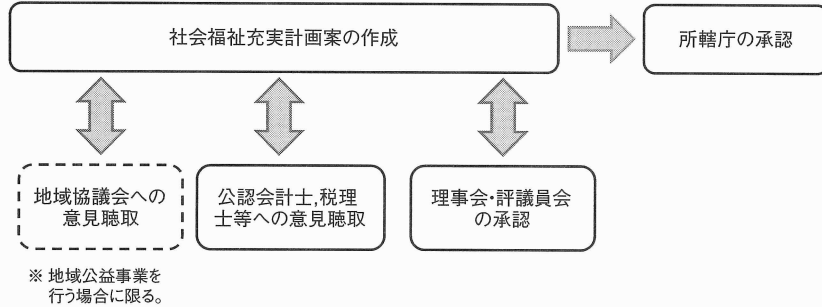 社会福祉充実計画案の作成
所轄庁の承認
地域協議会への
意見聴取
公認会計士,税理
士等への意見聴取
理事会・評議員会
の承認
※ 地域公益事業を
行う場合に限る。